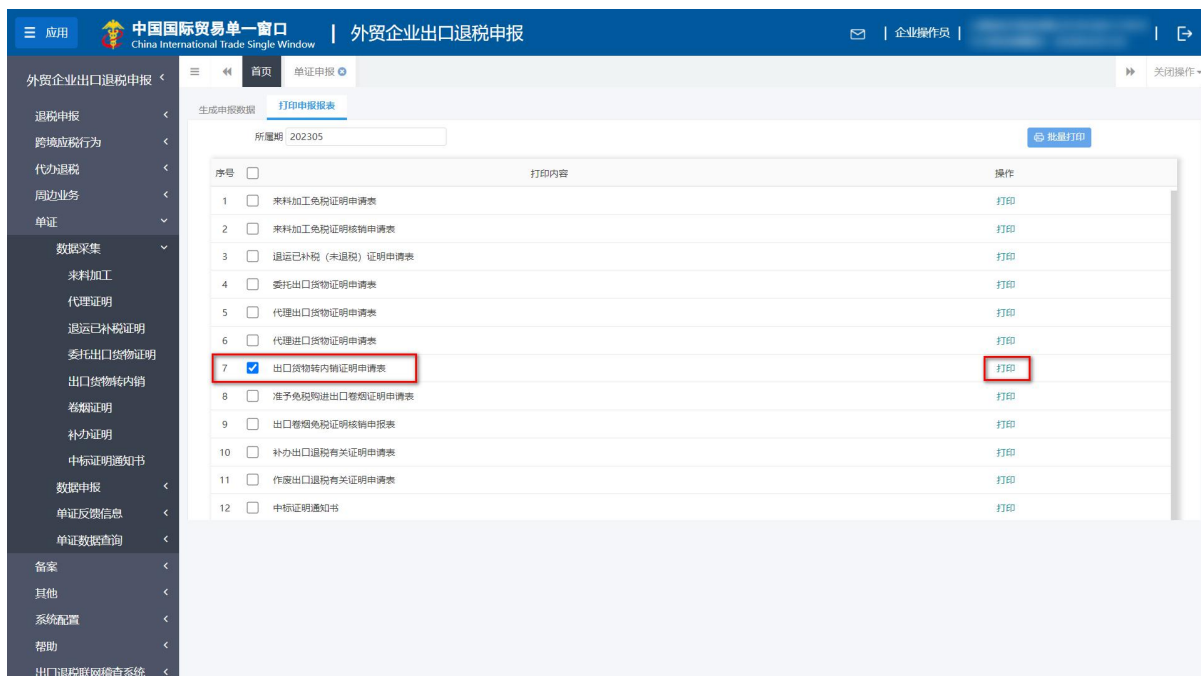 应用
中国国际贸易单一窗口
China International Trade Single Window
外贸企业出口退税申报
企业操作员
外贸企业出口退税申报
首页
单证申报
关闭操作
退税申报
跨境应税行为
代办退税
周边业务
单证
数据采集
来料加工
代理证明
退运已补税证明
委托出口货物证明
出口货物转内销
卷烟证明
补办证明
中标证明通知书
数据申报
单证反馈信息
单证数据查询
备案
其他
系统配置
帮助
出口退税联网稽查系统
生成申报数据
打印申报报表
所属期 202305
批量打印
序号 打印内容 操作
1 来料加工免税证明申请表 打印
2 来料加工免税证明核销申请表 打印
3 退运已补税（未退税）证明申请表 打印
4 委托出口货物证明申请表 打印
5 代理出口货物证明申请表 打印
6 代理进口货物证明申请表 打印
7 出口货物转内销证明申请表 打印
8 准予免税购进出口卷烟证明申请表 打印
9 出口卷烟免税证明核销申报表 打印
10 补办出口退税有关证明申请表 打印
11 作废出口退税有关证明申请表 打印
12 中标证明通知书 打印